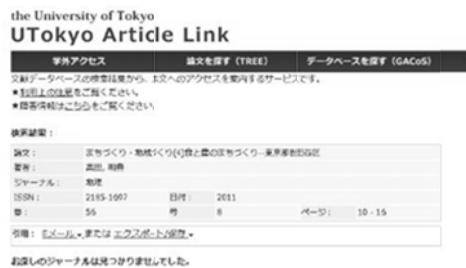 the University of Tokyo
UTokyo Article Link
学外アクセス 論文を探す (TREE) データベースを探す (GACoS)
文献データベースの検索結果から、本文へのアクセスを案内するサービスです。
★利用上の注意をご覧ください。
★障害情報はこちらをご覧ください。
検索結果：
論文： まちづくり・地域づくり(4)食と農のまちづくり--東京都世田谷区
著者：
ジャーナル： 地理
ISSN： 2185-1697 日付： 2011
巻： 56 号 8 ページ： 10 - 16
引用： Eメール または エクスポート/保存
お探しのジャーナルは見つかりませんでした。